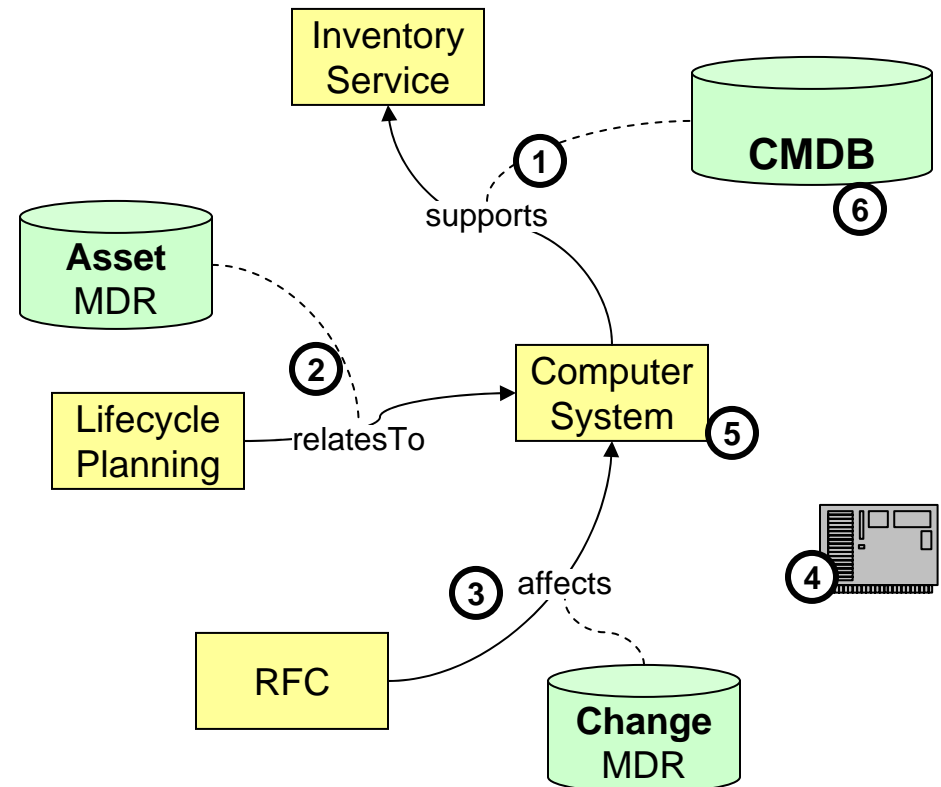 Inventory
Service
1
CMDB
6
supports
Asset
MDR
2
Computer
System
5
Lifecycle
Planning
relatesTo
4
3
affects
RFC
Change
MDR